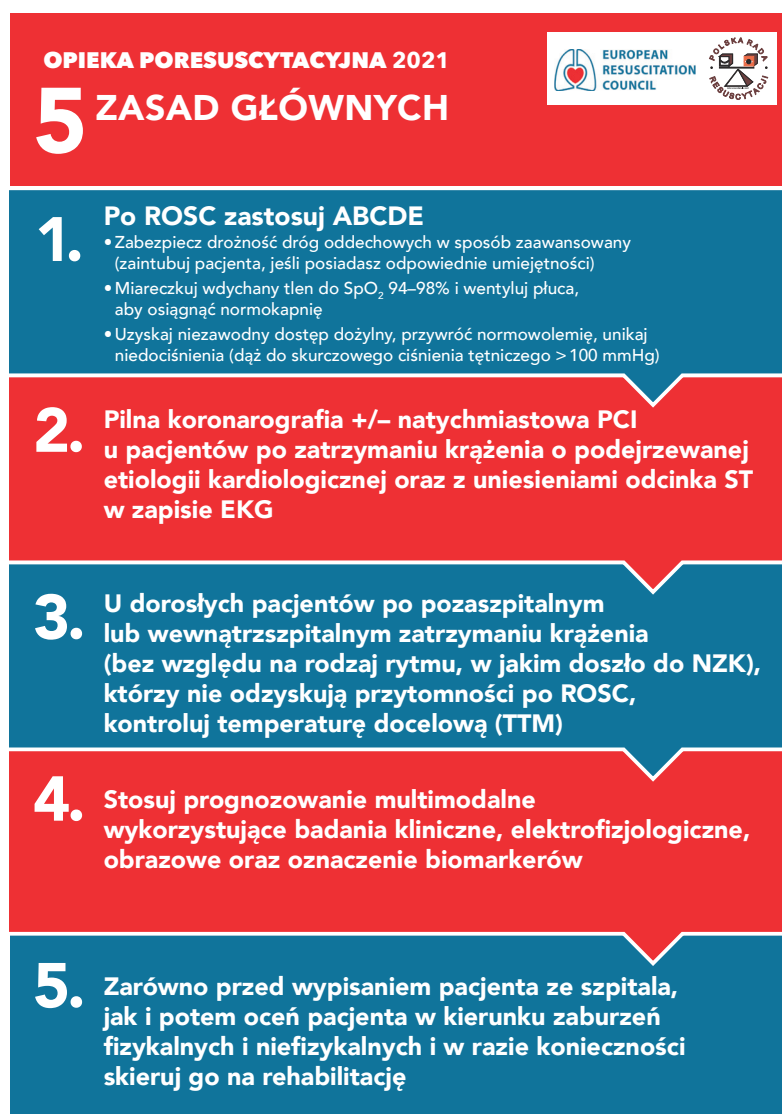 OPIEKA PORESUSCYTACYJNA 2021
5 ZASAD GŁÓWNYCH
EUROPEAN
RESUSCITATION
COUNCIL
POLSKA RADA
RESUSCYTACJI
1.
Po ROSC zastosuj ABCDE
• Zabezpiecz drożność dróg oddechowych w sposób zaawansowany
(zaintubuj pacjenta, jeśli posiadasz odpowiednie umiejętności)
• Miareczkuj wdychany tlen do SpO₂ 94–98% i wentyluj płuca,
aby osiągnąć normokapnię
• Uzyskaj niezawodny dostęp dożylny, przywróć normowolemię, unikaj
niedociśnienia (dąż do skurczowego ciśnienia tętniczego >100 mmHg)
2.
Pilna koronarografia +/– natychmiastowa PCI
u pacjentów po zatrzymaniu krążenia o podejrzewanej
etiologii kardiologicznej oraz z uniesieniami odcinka ST
w zapisie EKG
3.
U dorosłych pacjentów po pozaszpitalnym
lub wewnątrzszpitalnym zatrzymaniu krążenia
(bez względu na rodzaj rytmu, w jakim doszło do NZK),
którzy nie odzyskują przytomności po ROSC,
kontroluj temperaturę docelową (TTM)
4.
Stosuj prognozowanie multimodalne
wykorzystujące badania kliniczne, elektrofizjologiczne,
obrazowe oraz oznaczenie biomarkerów
5.
Zarówno przed wypisaniem pacjenta ze szpitala,
jak i potem oceń pacjenta w kierunku zaburzeń
fizykalnych i niefizykalnych i w razie konieczności
skieruj go na rehabilitację